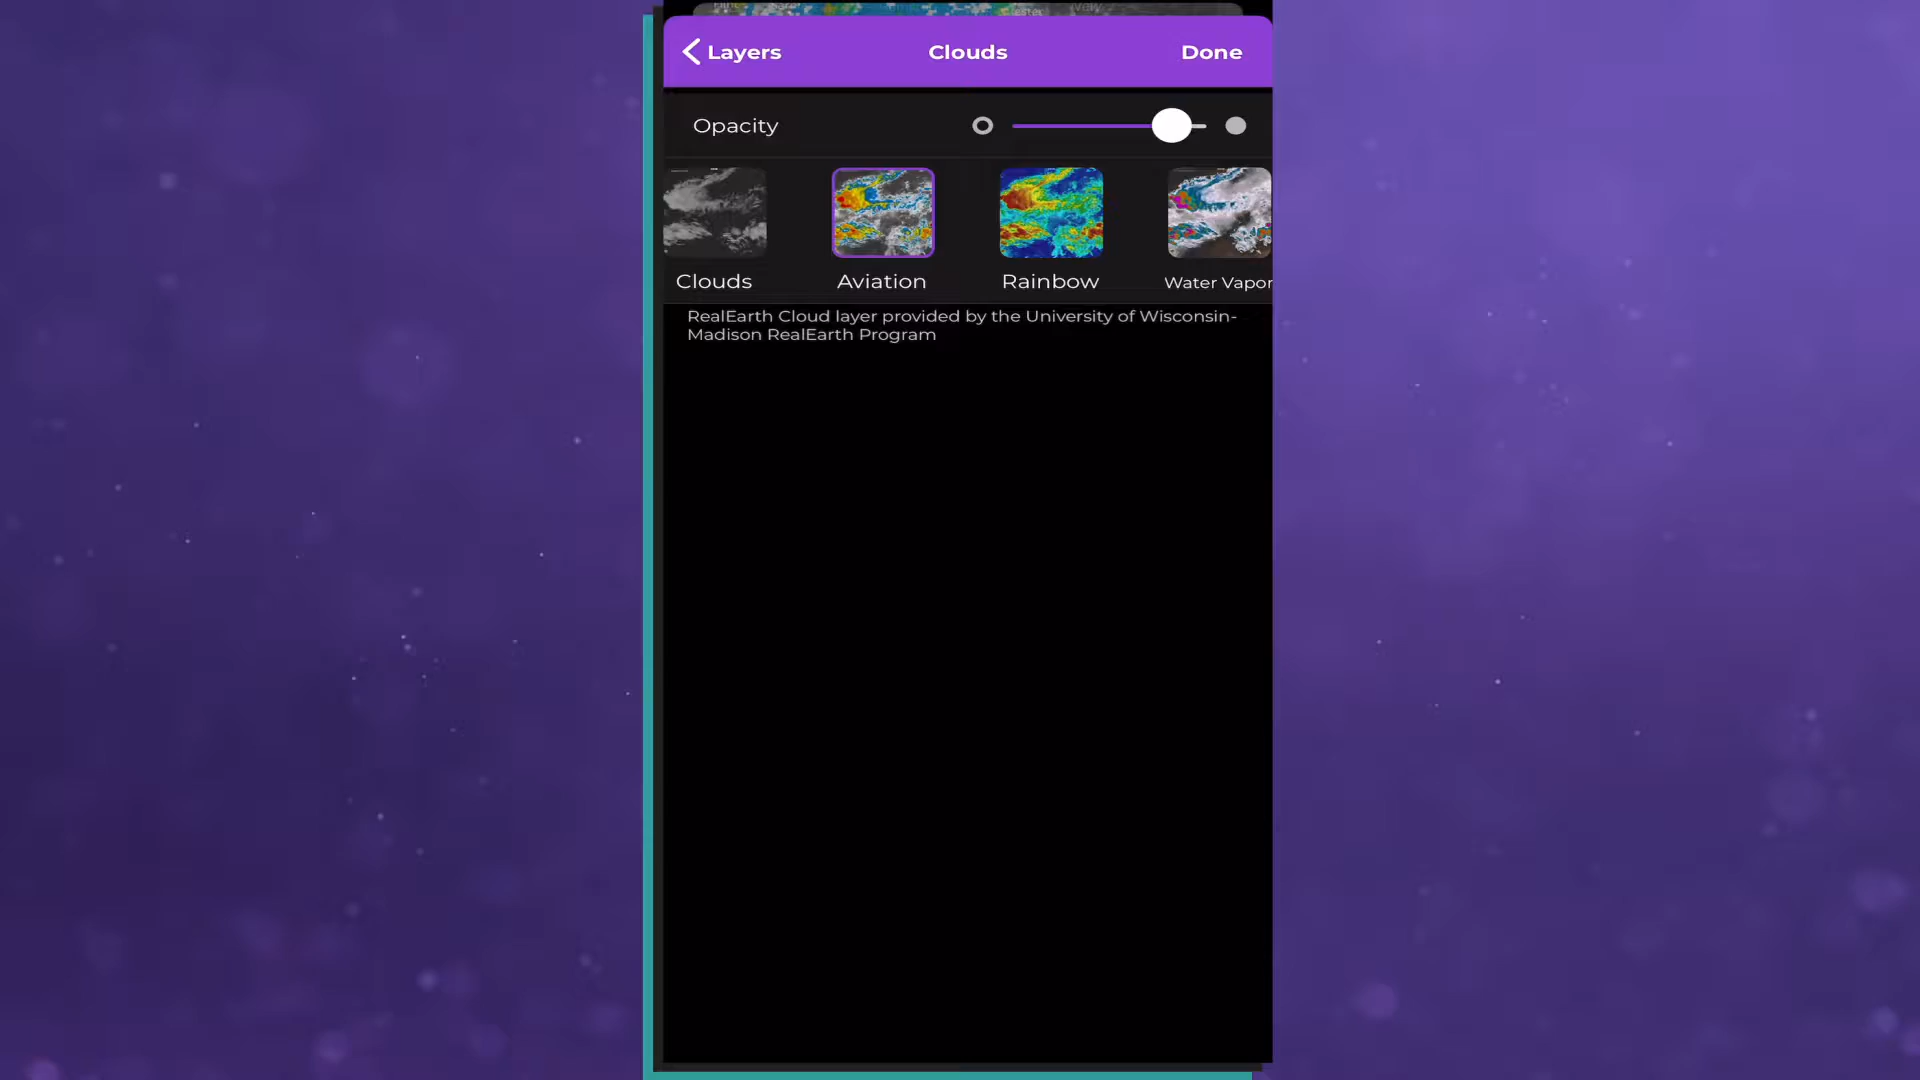 Layers
Clouds
Done
Opacity
Clouds
Aviation
Rainbow
Water Vapor
RealEarth Cloud layer provided by the University of Wisconsin-
Madison RealEarth Program